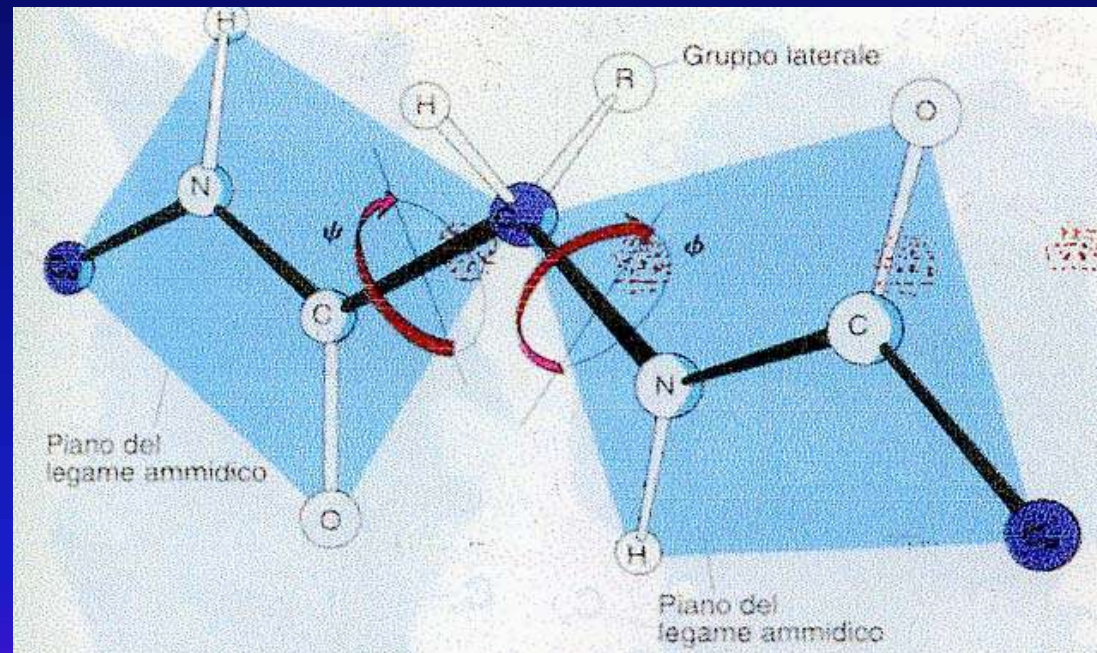 H
Gruppo laterale
H
R
O
N
ψ
ϕ
C
C
N
Piano del
legame ammidico
O
H
Piano del
legame ammidico